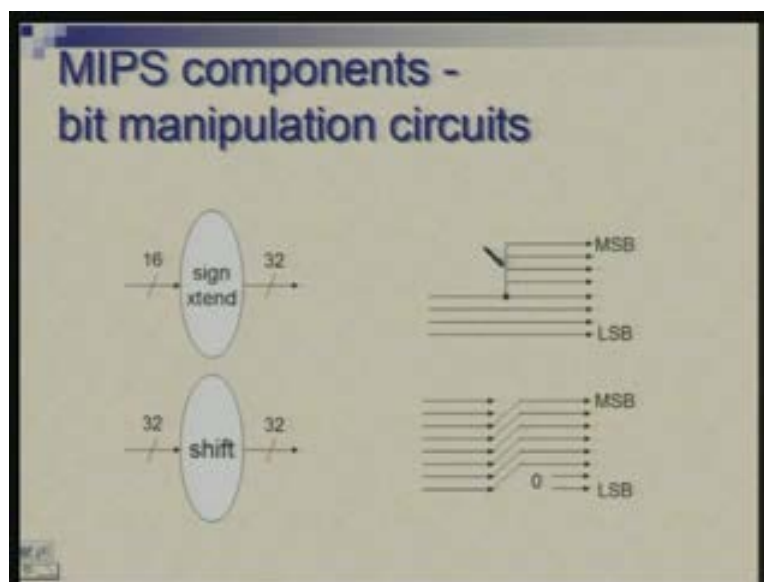 MIPS components -
bit manipulation circuits
16
sign
xtend
32
MSB
LSB
32
shift
32
MSB
0
LSB